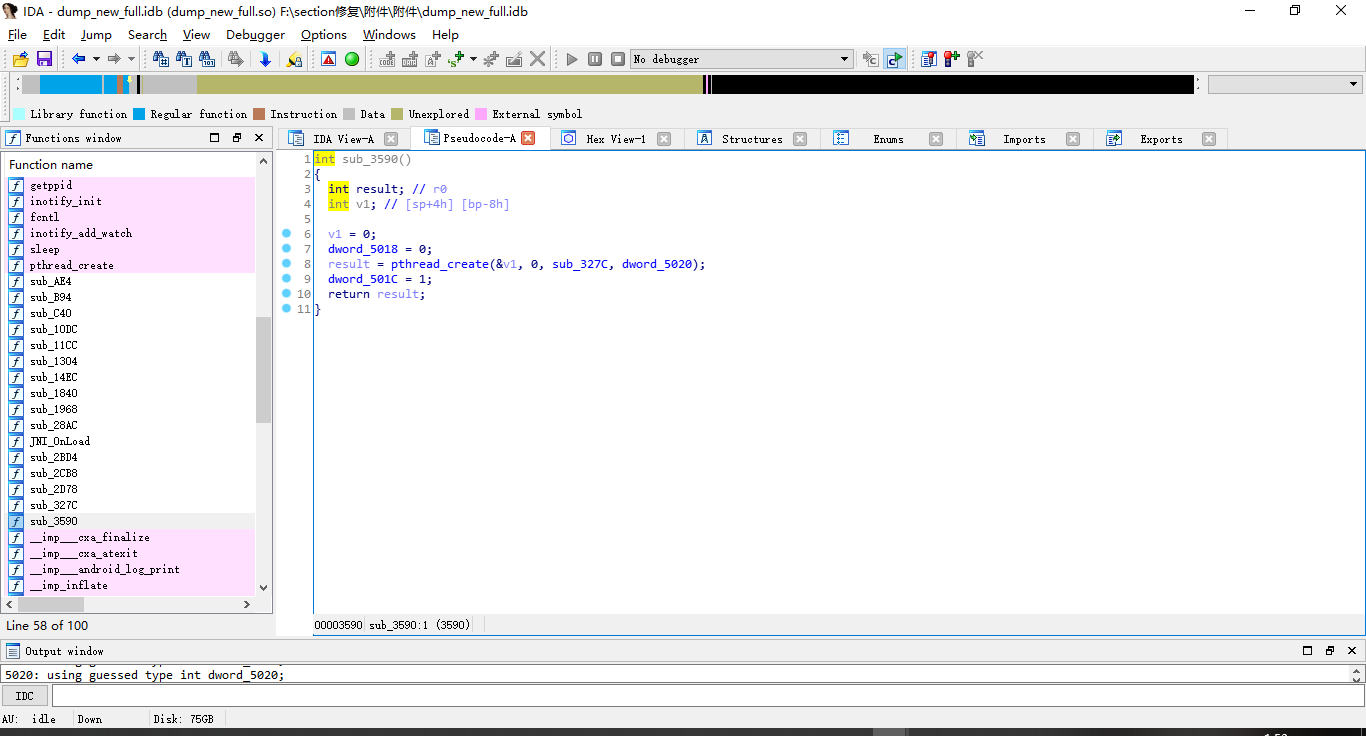 IDA - dump_new_full.idb (dump_new_full.so) F:\section修复\附件\附件\dump_new_full.idb
File Edit Jump Search View Debugger Options Windows Help
No debugger
Library function Regular function Instruction Data Unexplored External symbol
Functions window
IDA View-A Pseudocode-A Hex View-1 Structures Enums Imports Exports
Function name
getppid
inotify_init
fcntl
inotify_add_watch
sleep
pthread_create
sub_AE4
sub_B94
sub_C40
sub_10DC
sub_11CC
sub_1304
sub_14EC
sub_1840
sub_1968
sub_28AC
JNI_OnLoad
sub_2BD4
sub_2CB8
sub_2D78
sub_327C
sub_3590
__imp___cxa_finalize
__imp___cxa_atexit
__imp___android_log_print
__imp_inflate
Line 58 of 100
1 int sub_3590()
2 {
3 int result; // r0
4 int v1; // [sp+4h] [bp-8h]
5
6 v1 = 0;
7 dword_5018 = 0;
8 result = pthread_create(&v1, 0, sub_327C, dword_5020);
9 dword_501C = 1;
10 return result;
11 }
00003590 sub_3590:1 (3590)
Output window
5020: using guessed type int dword_5020;
IDC
AU: idle Down Disk: 75GB